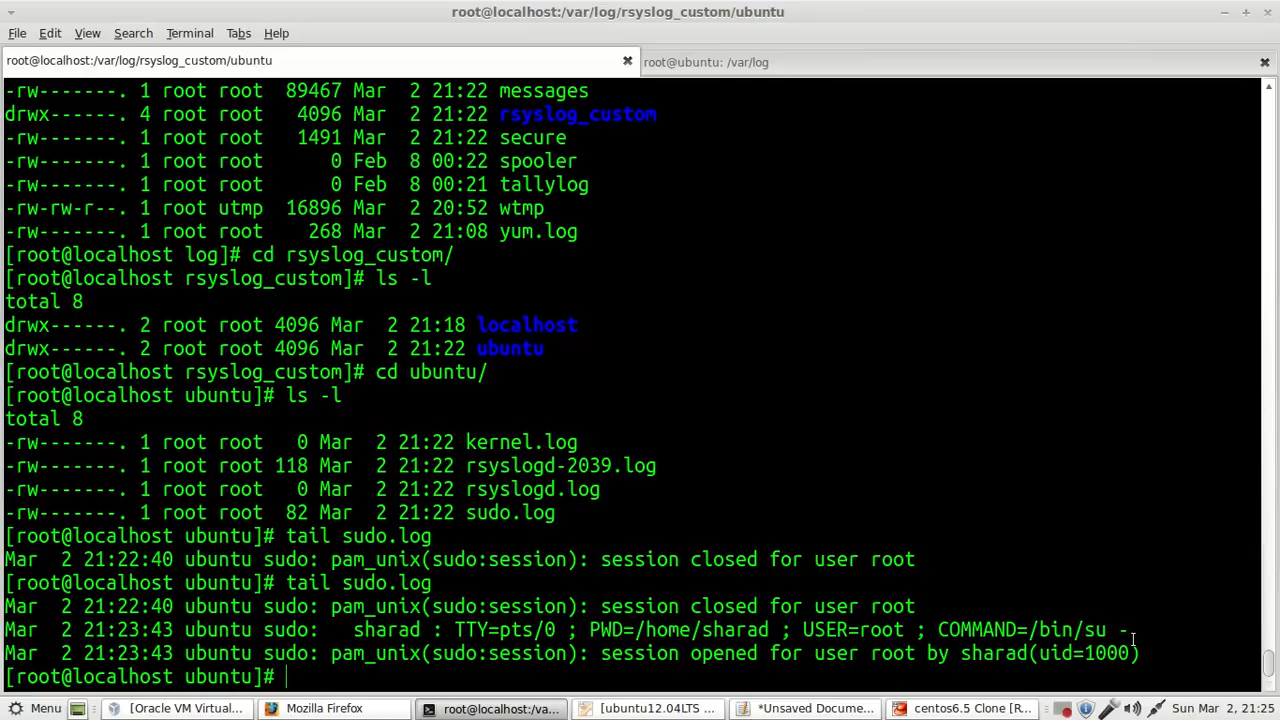 root@localhost:/var/log/rsyslog_custom/ubuntu
File Edit View Search Terminal Tabs Help
root@localhost:/var/log/rsyslog_custom/ubuntu root@ubuntu: /var/log
-rw-------. 1 root root  89467 Mar  2 21:22 messages
drwx------. 4 root root   4096 Mar  2 21:22 rsyslog_custom
-rw-------. 1 root root   1491 Mar  2 21:22 secure
-rw-------. 1 root root      0 Feb  8 00:22 spooler
-rw-------. 1 root root      0 Feb  8 00:21 tallylog
-rw-rw-r--. 1 root utmp  16896 Mar  2 20:52 wtmp
-rw-------. 1 root root    268 Mar  2 21:08 yum.log
[root@localhost log]# cd rsyslog_custom/
[root@localhost rsyslog_custom]# ls -l
total 8
drwx------. 2 root root 4096 Mar  2 21:18 localhost
drwx------. 2 root root 4096 Mar  2 21:22 ubuntu
[root@localhost rsyslog_custom]# cd ubuntu/
[root@localhost ubuntu]# ls -l
total 8
-rw-------. 1 root root   0 Mar  2 21:22 kernel.log
-rw-------. 1 root root 118 Mar  2 21:22 rsyslogd-2039.log
-rw-------. 1 root root   0 Mar  2 21:22 rsyslogd.log
-rw-------. 1 root root  82 Mar  2 21:22 sudo.log
[root@localhost ubuntu]# tail sudo.log
Mar  2 21:22:40 ubuntu sudo: pam_unix(sudo:session): session closed for user root
[root@localhost ubuntu]# tail sudo.log
Mar  2 21:22:40 ubuntu sudo: pam_unix(sudo:session): session closed for user root
Mar  2 21:23:43 ubuntu sudo:   sharad : TTY=pts/0 ; PWD=/home/sharad ; USER=root ; COMMAND=/bin/su -
Mar  2 21:23:43 ubuntu sudo: pam_unix(sudo:session): session opened for user root by sharad(uid=1000)
[root@localhost ubuntu]#
Menu [Oracle VM Virtual... Mozilla Firefox root@localhost:/va... [ubuntu12.04LTS ... *Unsaved Docume... centos6.5 Clone [R... Sun Mar 2, 21:25